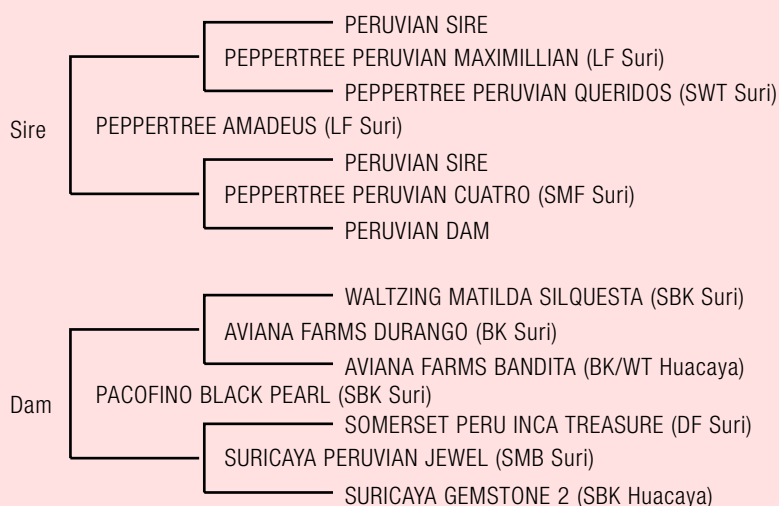 PERUVIAN SIRE
PEPPERTREE PERUVIAN MAXIMILLIAN (LF Suri)
PEPPERTREE PERUVIAN QUERIDOS (SWT Suri)
Sire
PEPPERTREE AMADEUS (LF Suri)
PERUVIAN SIRE
PEPPERTREE PERUVIAN CUATRO (SMF Suri)
PERUVIAN DAM
WALTZING MATILDA SILQUESTA (SBK Suri)
AVIANA FARMS DURANGO (BK Suri)
AVIANA FARMS BANDITA (BK/WT Huacaya)
Dam
PACOFINO BLACK PEARL (SBK Suri)
SOMERSET PERU INCA TREASURE (DF Suri)
SURICAYA PERUVIAN JEWEL (SMB Suri)
SURICAYA GEMSTONE 2 (SBK Huacaya)